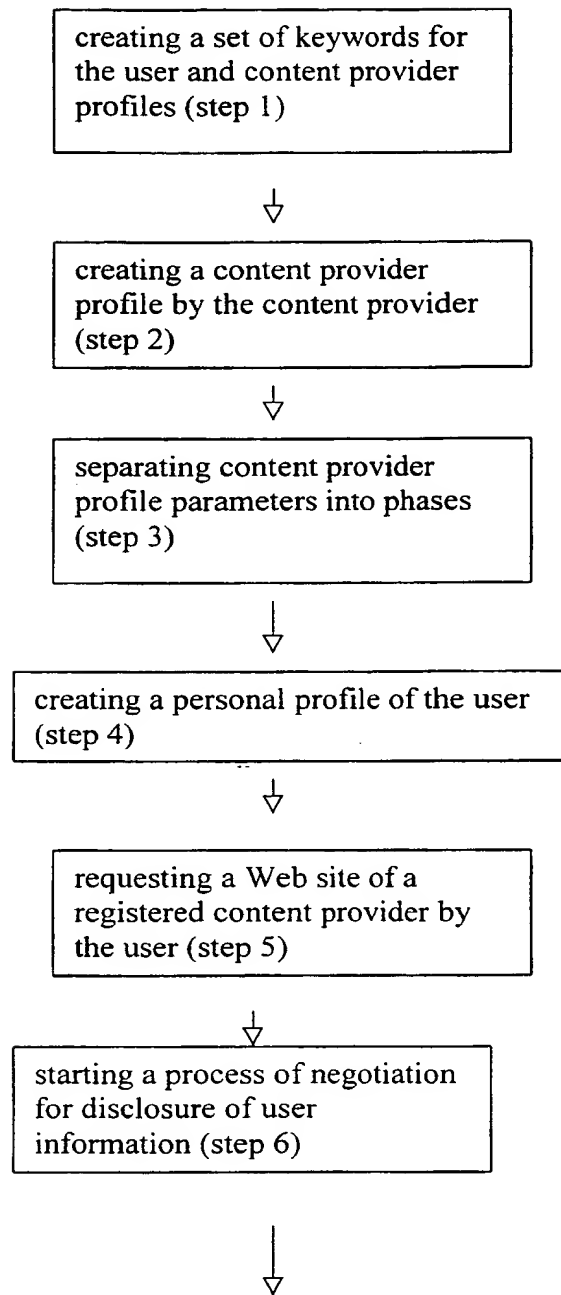 creating a set of keywords for
the user and content provider
profiles (step 1)
creating a content provider
profile by the content provider
(step 2)
separating content provider
profile parameters into phases
(step 3)
creating a personal profile of the user
(step 4)
requesting a Web site of a
registered content provider by
the user (step 5)
starting a process of negotiation
for disclosure of user
information (step 6)